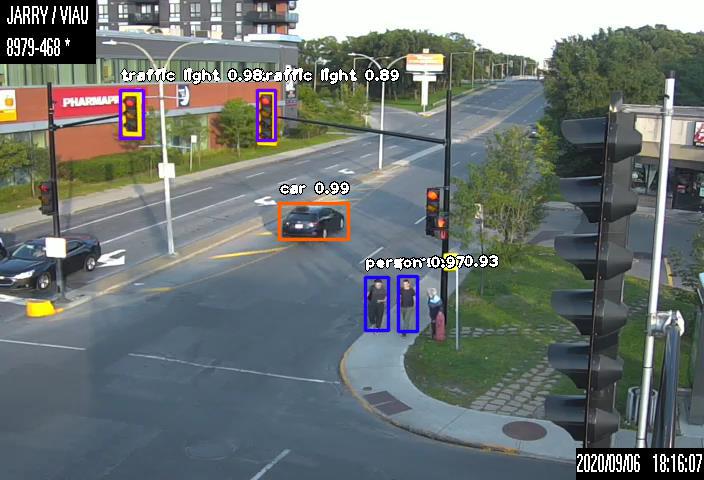 JARRY / VIAU
8979-468 *
traffic light 0.98
traffic light 0.89
PHARMAP
car 0.99
person 0.97
0.93
2020/09/06 18:16:07